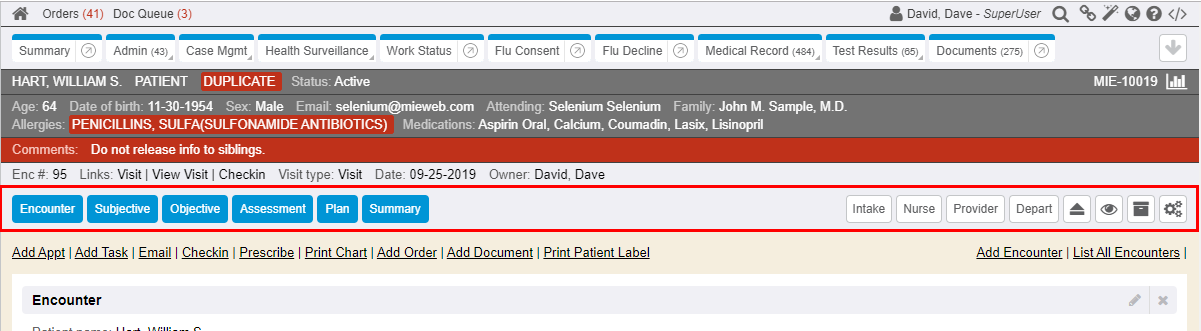 Orders (41) Doc Queue (3) David, Dave - SuperUser
Summary Admin (43) Case Mgmt Health Surveillance Work Status Flu Consent Flu Decline Medical Record (484) Test Results (65) Documents (275)
HART, WILLIAM S. PATIENT DUPLICATE Status: Active MIE-10019
Age: 64 Date of birth: 11-30-1954 Sex: Male Email: selenium@mieweb.com Attending: Selenium Selenium Family: John M. Sample, M.D.
Allergies: PENICILLINS, SULFA(SULFONAMIDE ANTIBIOTICS) Medications: Aspirin Oral, Calcium, Coumadin, Lasix, Lisinopril
Comments: Do not release info to siblings.
Enc #: 95 Links: Visit | View Visit | Checkin Visit type: Visit Date: 09-25-2019 Owner: David, Dave
Encounter Subjective Objective Assessment Plan Summary Intake Nurse Provider Depart
Add Appt | Add Task | Email | Checkin | Prescribe | Print Chart | Add Order | Add Document | Print Patient Label Add Encounter | List All Encounters |
Encounter
Patient name: Hart, William S.